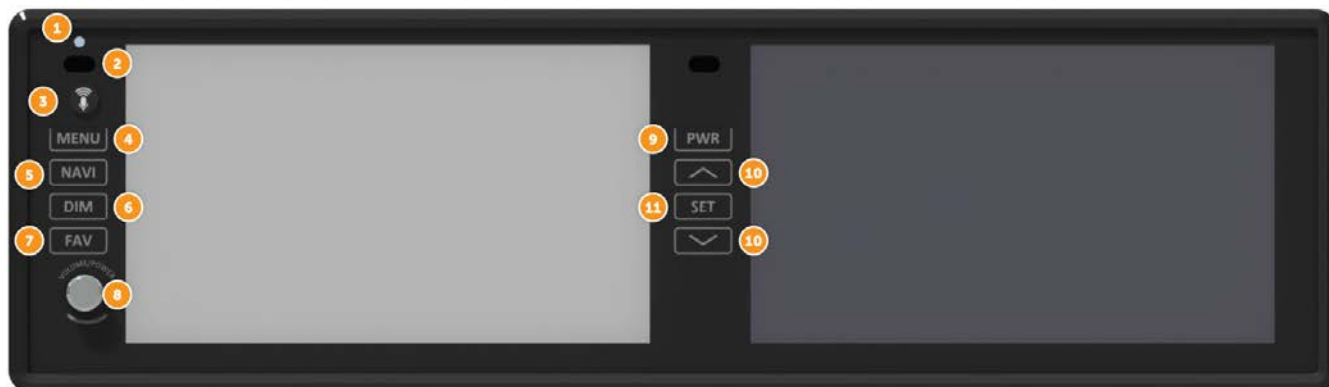 1
2
3
MENU 4
5 NAVI
DIM 6
7 FAV
VOLUME/POWER
8
9 PWR
10
11 SET
10